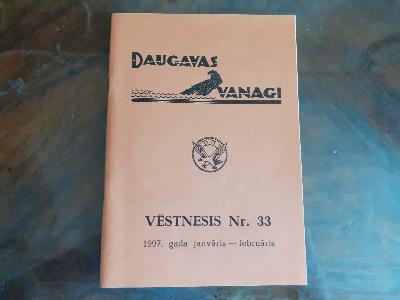 DAUGAVAS
VANAGI
VĒSTNESIS Nr. 33
1997. gada janvāris — februāris